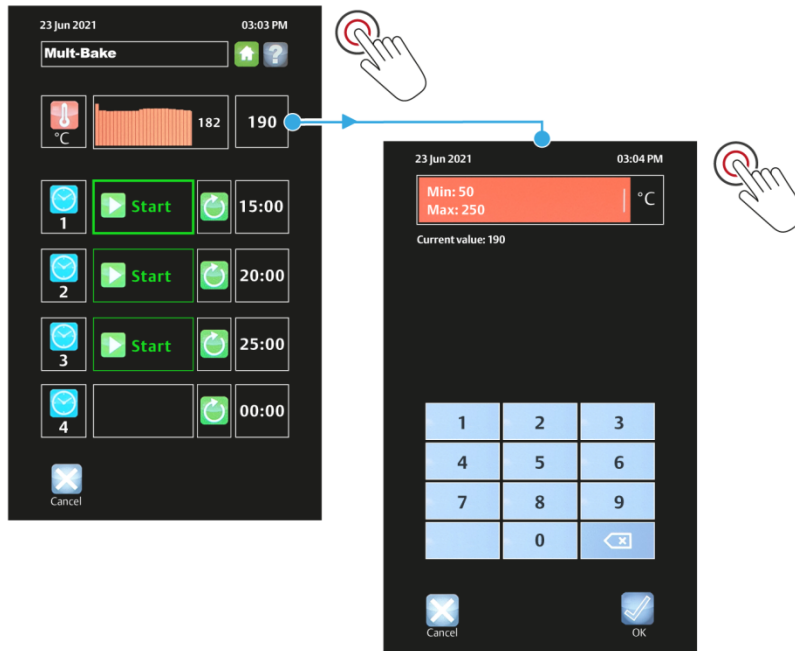 23 Jun 2021 03:03 PM
Mult-Bake ?
°C 182 190
1 Start 15:00
2 Start 20:00
3 Start 25:00
4 00:00
Cancel
23 Jun 2021 03:04 PM
Min: 50
Max: 250
°C
Current value: 190
1 2 3
4 5 6
7 8 9
0
Cancel OK